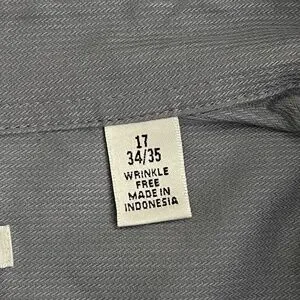 17
34/35
WRINKLE
FREE
MADE IN
INDONESIA